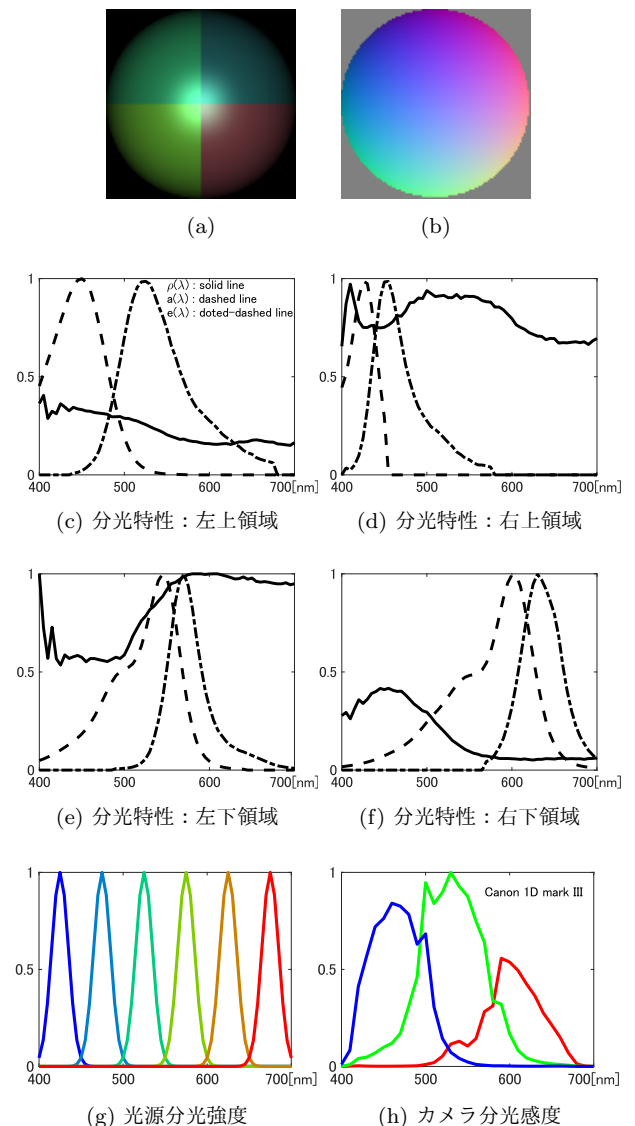 (a)
(b)
1
0.5
0
400
500
600
700[nm]
ρ(λ) : solid line
a(λ) : dashed line
e(λ) : doted-dashed line
1
0.5
0
400
500
600
700[nm]
(c) 分光特性：左上領域
(d) 分光特性：右上領域
1
0.5
0
400
500
600
700[nm]
1
0.5
0
400
500
600
700[nm]
(e) 分光特性：左下領域
(f) 分光特性：右下領域
1
0.5
0
400
500
600
700[nm]
Canon 1D mark III
1
0.5
0
400
500
600
700[nm]
(g) 光源分光強度
(h) カメラ分光感度